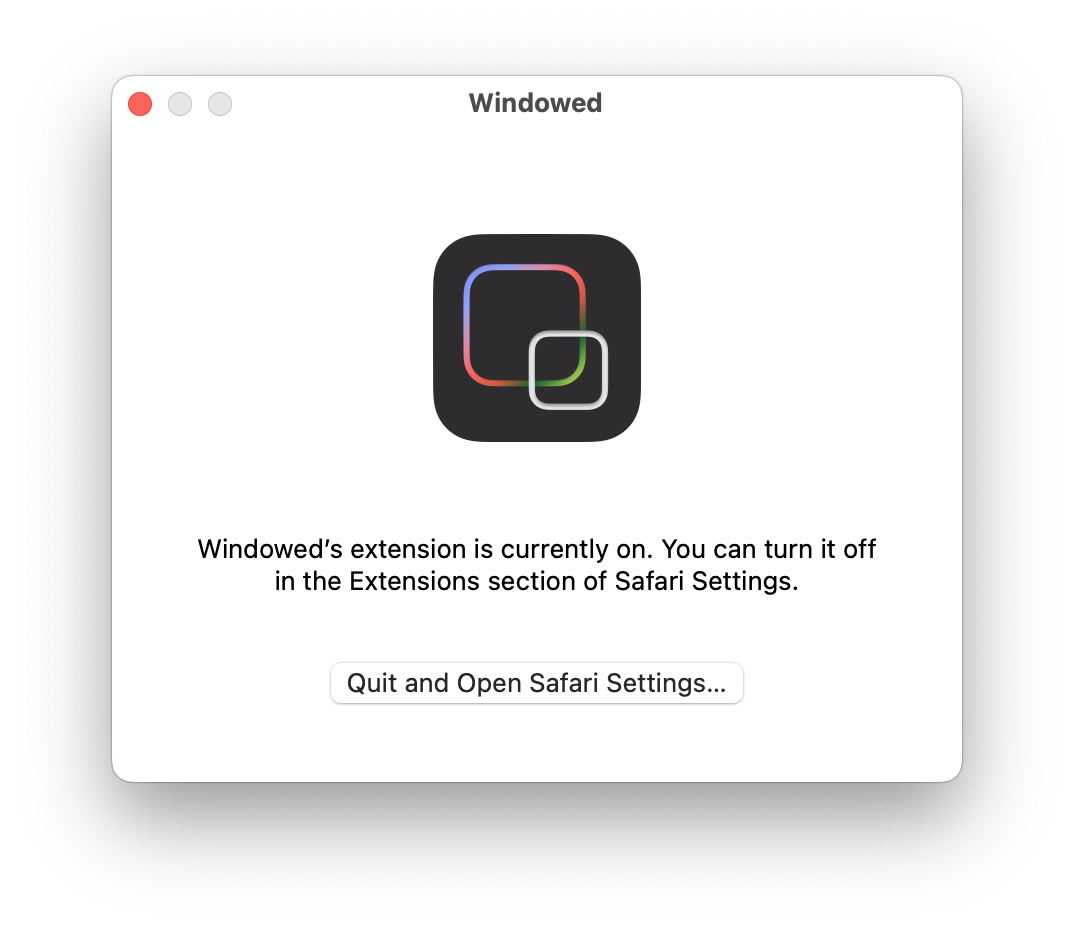 Windowed
Windowed’s extension is currently on. You can turn it off
in the Extensions section of Safari Settings.
Quit and Open Safari Settings…